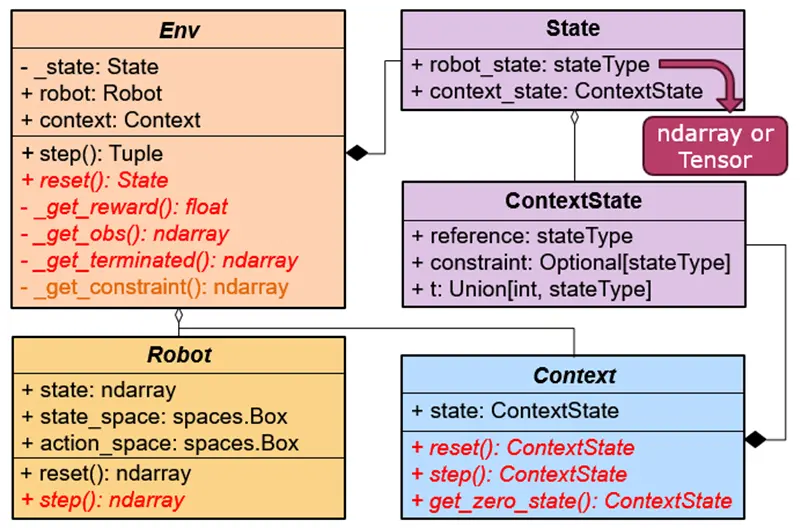 Env
- _state: State
+ robot: Robot
+ context: Context
+ step(): Tuple
+ reset(): State
- _get_reward(): float
- _get_obs(): ndarray
- _get_terminated(): ndarray
- _get_constraint(): ndarray
State
+ robot_state: stateType
+ context_state: ContextState
ndarray or
Tensor
ContextState
+ reference: stateType
+ constraint: Optional[stateType]
+ t: Union[int, stateType]
Robot
+ state: ndarray
+ state_space: spaces.Box
+ action_space: spaces.Box
+ reset(): ndarray
+ step(): ndarray
Context
+ state: ContextState
+ reset(): ContextState
+ step(): ContextState
+ get_zero_state(): ContextState